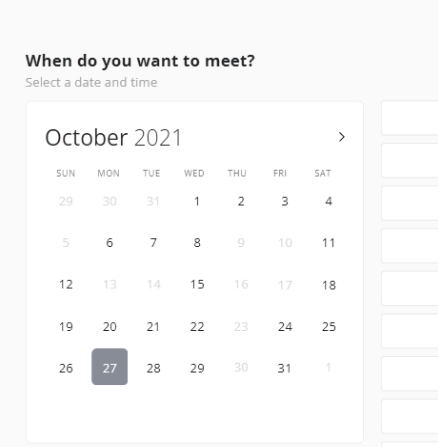 When do you want to meet?
Select a date and time
October 2021
SUN MON TUE WED THU FRI SAT
29 30 31 1 2 3 4
5 6 7 8 9 10 11
12 13 14 15 16 17 18
19 20 21 22 23 24 25
26 27 28 29 30 31 1